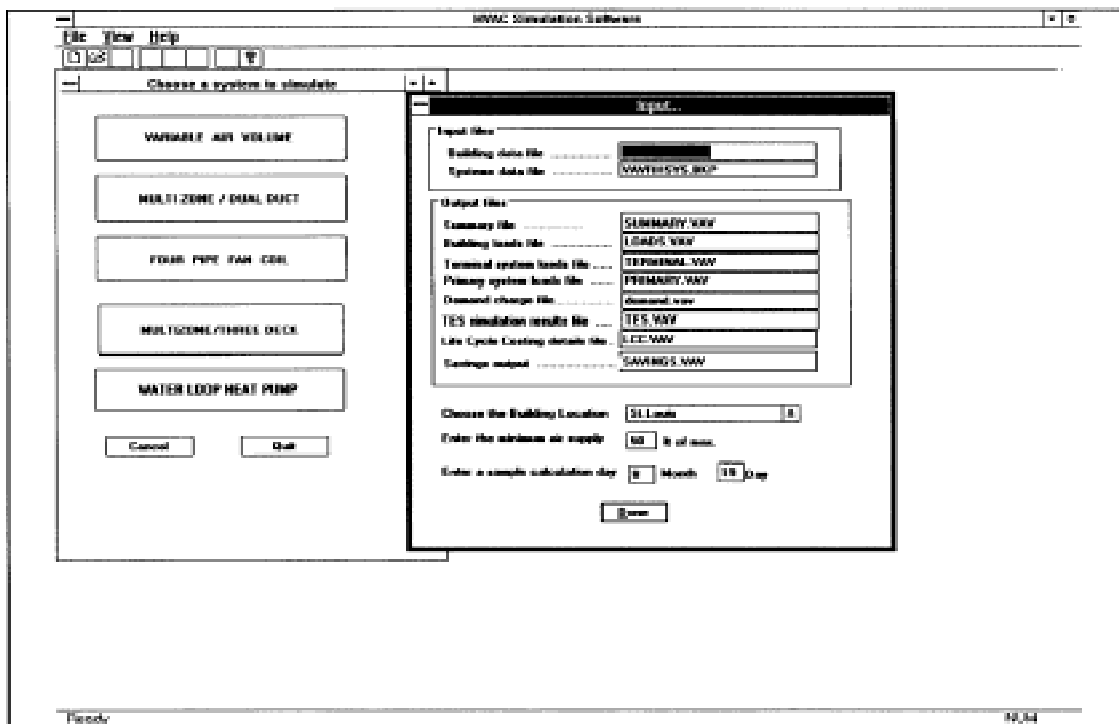 HVAC Simulation Software
File View Help
Choose a system to simulate
VARIABLE AIR VOLUME
MULTI ZONE / DUAL DUCT
FOUR PIPE FAN COIL
MULTIZONE/THREE DECK
WATER LOOP HEAT PUMP
Cancel Quit
Input...
Input files
Building data file
Systems data file
Output files
Summary file SUMMARY.VAV
Building loads file LOADS.VAV
Terminal system loads file TERMINAL.VAV
Primary system loads file PRIMARY.VAV
Demand charge file demand.vav
TES simulation results file TES.VAV
Life Cycle Costing details file LCC.VAV
Savings output SAVINGS.VAV
Choose the Building Location St.Louis
Enter the minimum air supply % of max.
Enter a sample calculation day Month Day
Done
Ready NUM